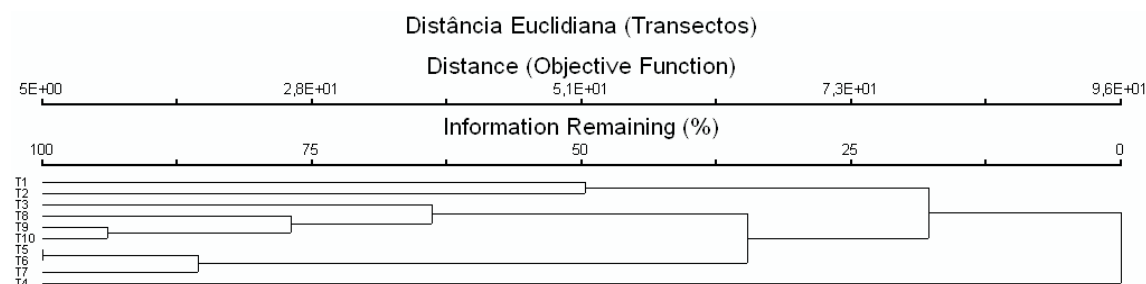 Distância Euclidiana (Transectos)
Distance (Objective Function)
5E+00 2,8E+01 5,1E+01 7,3E+01 9,6E+01
Information Remaining (%)
100 75 50 25 0
T1
T2
T3
T8
T9
T10
T5
T6
T7
T4